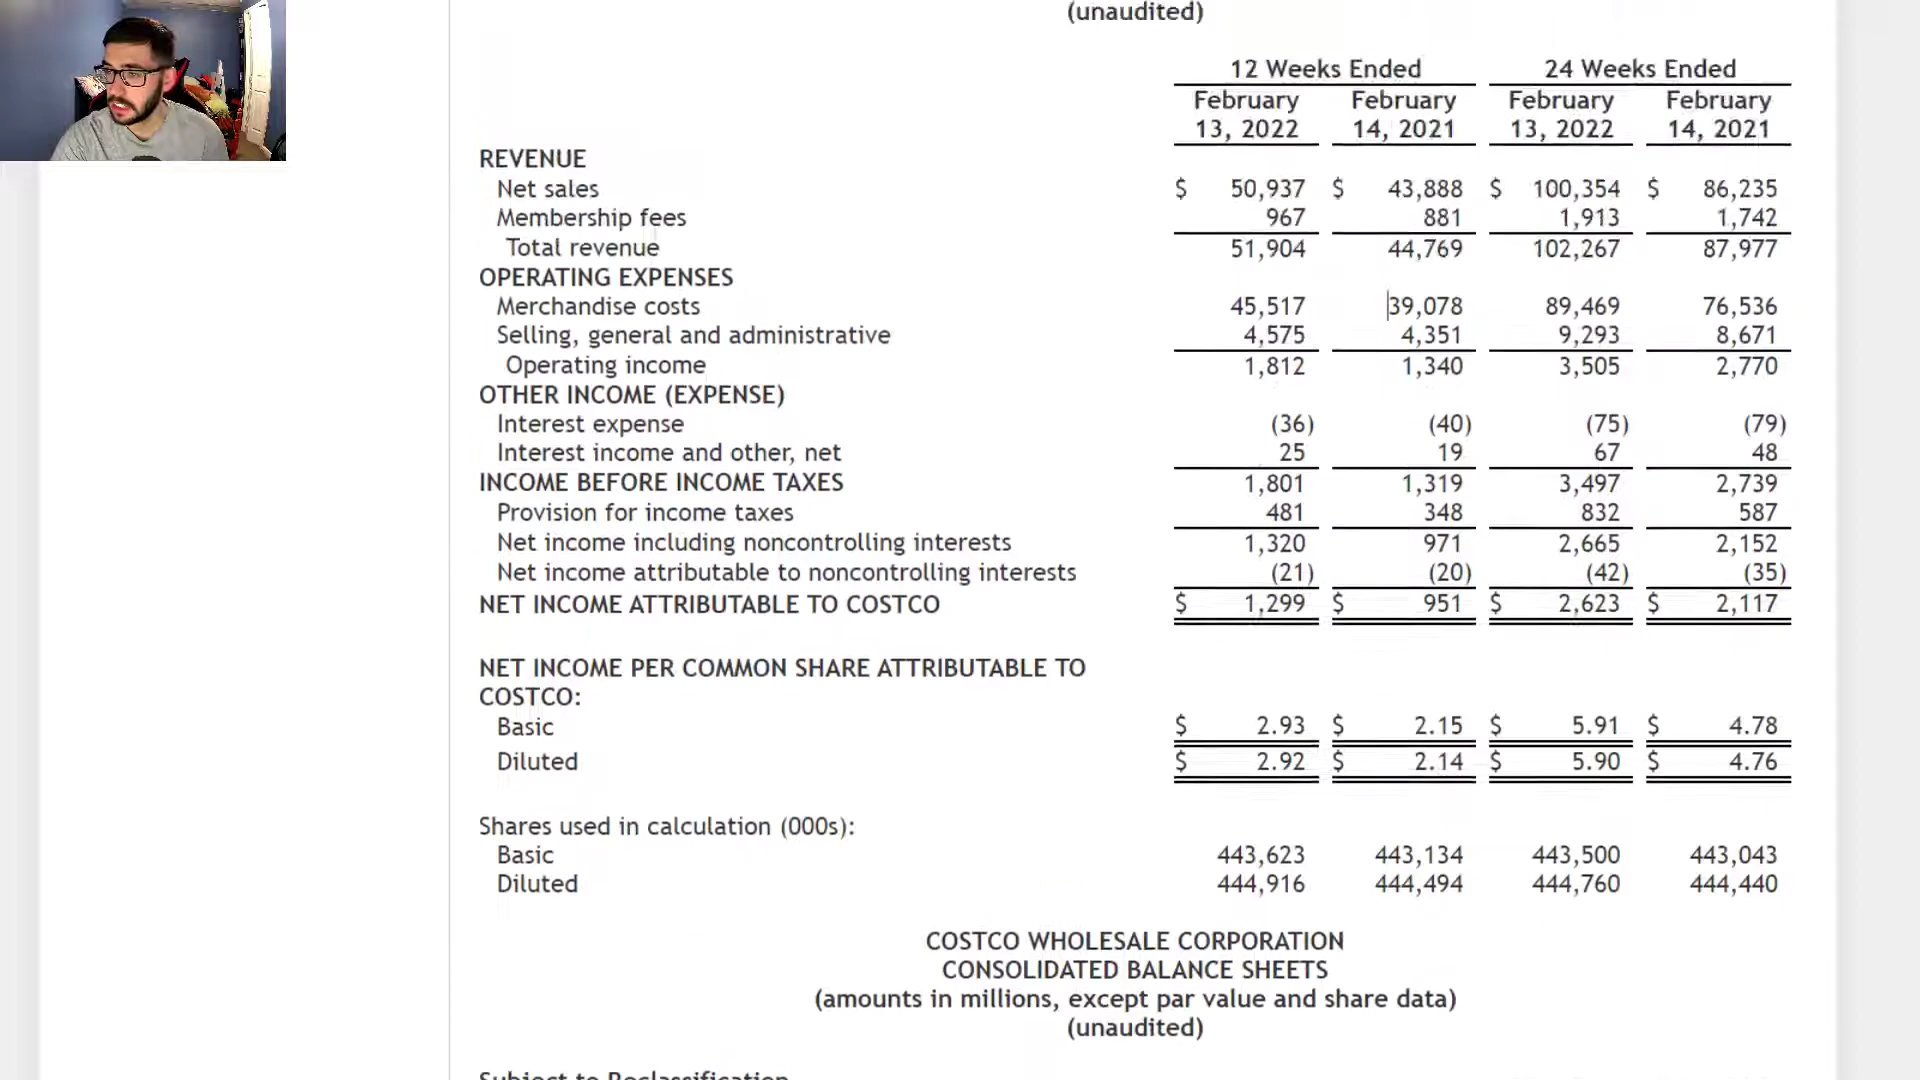 (unaudited)
12 Weeks Ended 24 Weeks Ended
February February February February
13, 2022 14, 2021 13, 2022 14, 2021
REVENUE
Net sales $ 50,937 $ 43,888 $ 100,354 $ 86,235
Membership fees 967 881 1,913 1,742
Total revenue 51,904 44,769 102,267 87,977
OPERATING EXPENSES
Merchandise costs 45,517 39,078 89,469 76,536
Selling, general and administrative 4,575 4,351 9,293 8,671
Operating income 1,812 1,340 3,505 2,770
OTHER INCOME (EXPENSE)
Interest expense (36) (40) (75) (79)
Interest income and other, net 25 19 67 48
INCOME BEFORE INCOME TAXES 1,801 1,319 3,497 2,739
Provision for income taxes 481 348 832 587
Net income including noncontrolling interests 1,320 971 2,665 2,152
Net income attributable to noncontrolling interests (21) (20) (42) (35)
NET INCOME ATTRIBUTABLE TO COSTCO $ 1,299 $ 951 $ 2,623 $ 2,117
NET INCOME PER COMMON SHARE ATTRIBUTABLE TO
COSTCO:
Basic $ 2.93 $ 2.15 $ 5.91 $ 4.78
Diluted $ 2.92 $ 2.14 $ 5.90 $ 4.76
Shares used in calculation (000s):
Basic 443,623 443,134 443,500 443,043
Diluted 444,916 444,494 444,760 444,440
COSTCO WHOLESALE CORPORATION
CONSOLIDATED BALANCE SHEETS
(amounts in millions, except par value and share data)
(unaudited)
Subject to Reclassification